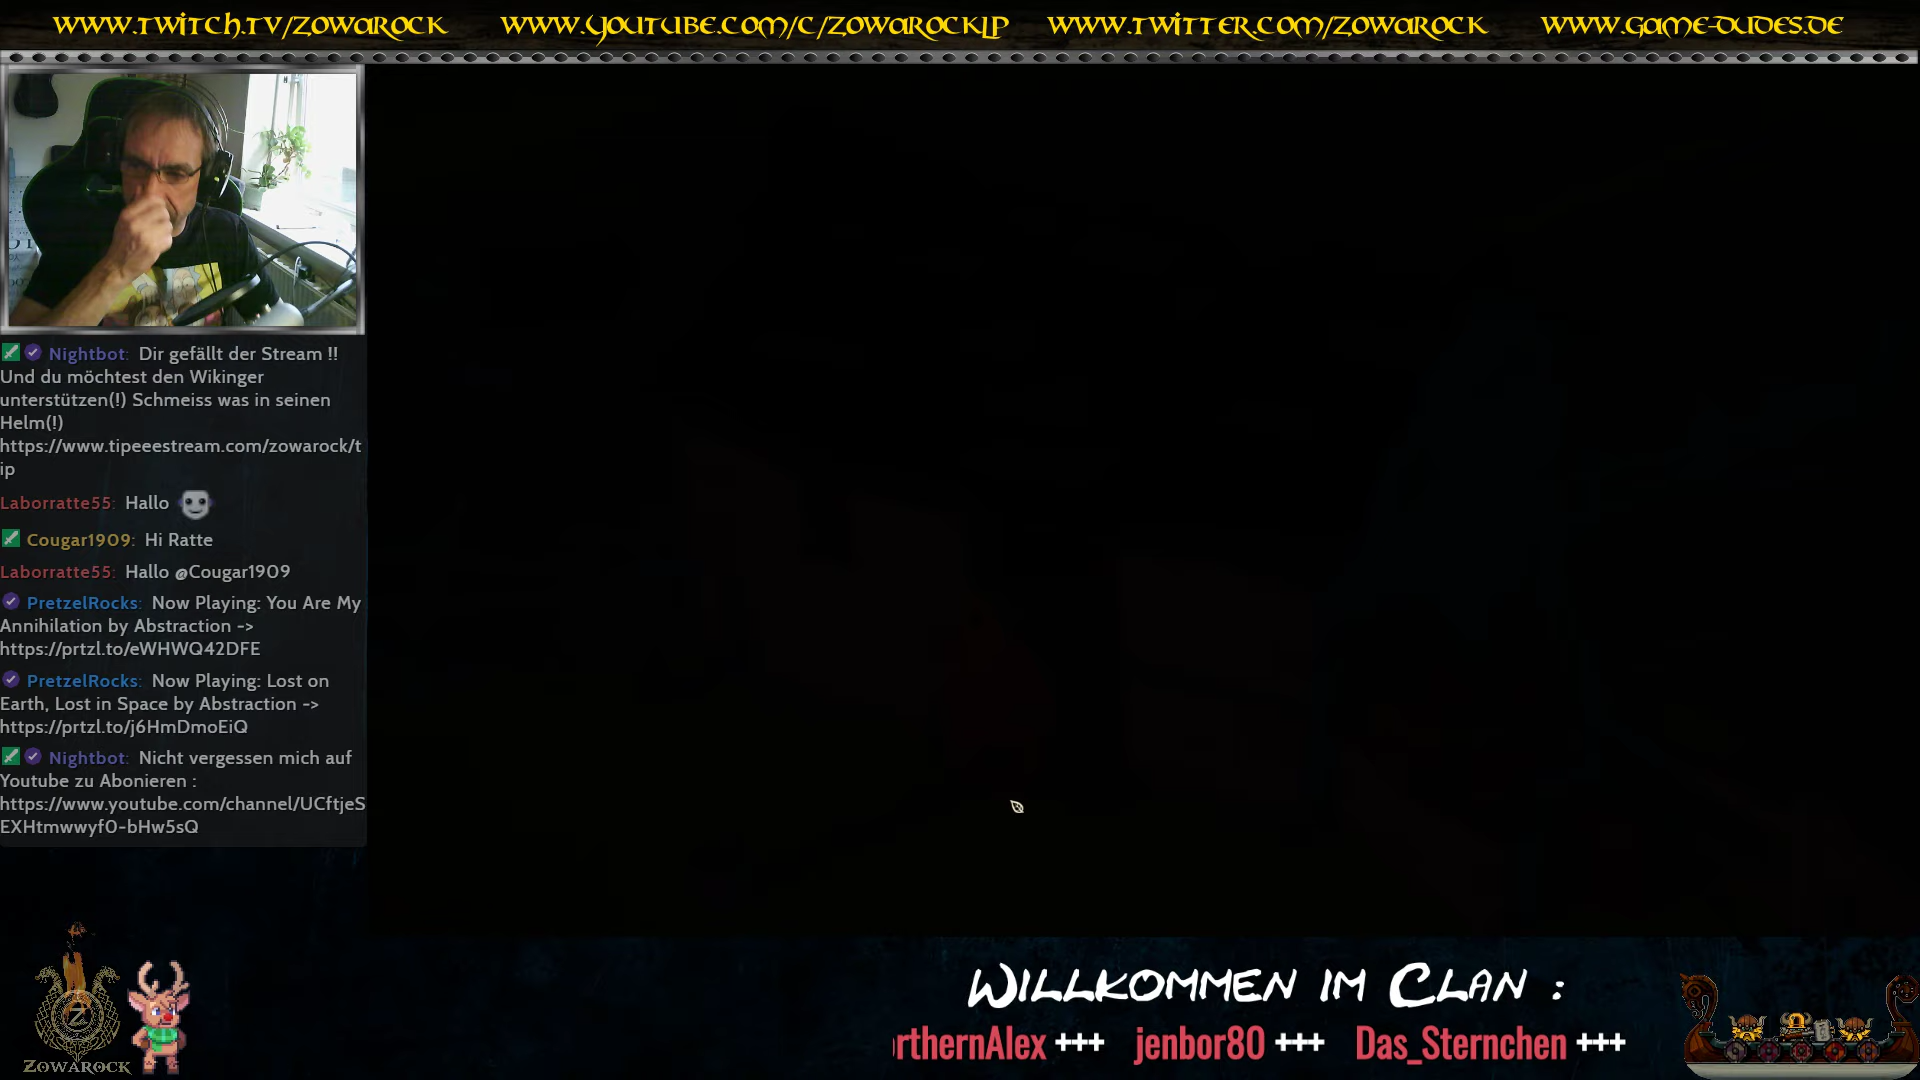 www.twitch.tv/zowarock www.youtube.com/c/zowarocklp www.twitter.com/zowarock www.game-dudes.de
Nightbot: Dir gefällt der Stream !!
Und du möchtest den Wikinger
unterstützen(!) Schmeiss was in seinen
Helm(!)
https://www.tipeeestream.com/zowarock/t
ip
Laborratte55: Hallo
Cougar1909: Hi Ratte
Laborratte55: Hallo @Cougar1909
PretzelRocks: Now Playing: You Are My
Annihilation by Abstraction ->
https://prtzl.to/eWHWQ42DFE
PretzelRocks: Now Playing: Lost on
Earth, Lost in Space by Abstraction ->
https://prtzl.to/j6HmDmoEiQ
Nightbot: Nicht vergessen mich auf
Youtube zu Abonieren :
https://www.youtube.com/channel/UCftjeS
EXHtmwwyf0-bHw5sQ
Willkommen im Clan :
rthernAlex +++ jenbor80 +++ Das_Sternchen +++
Z
Zowarock